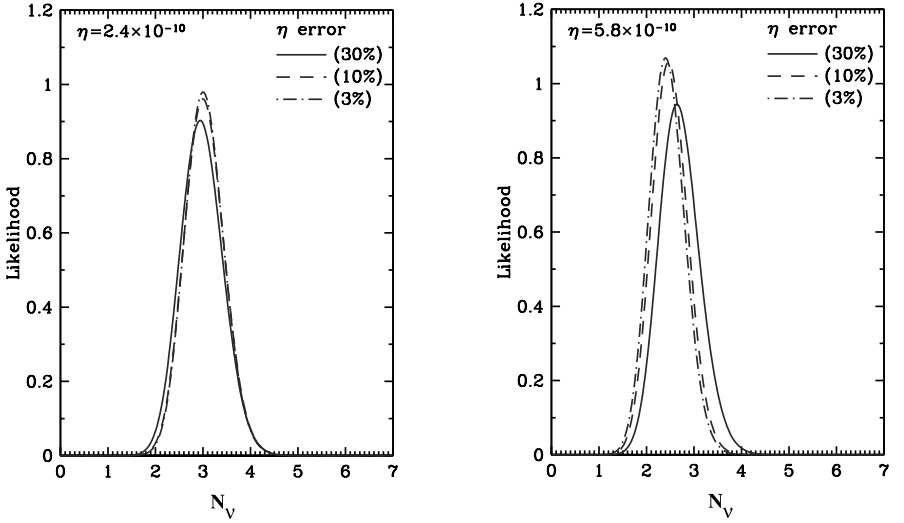 1.2
η=2.4×10⁻¹⁰
η error
(30%)
(10%)
(3%)
1
0.8
0.6
0.4
0.2
0
Likelihood
0 1 2 3 4 5 6 7
N_ν
1.2
η=5.8×10⁻¹⁰
η error
(30%)
(10%)
(3%)
1
0.8
0.6
0.4
0.2
0
Likelihood
0 1 2 3 4 5 6 7
N_ν